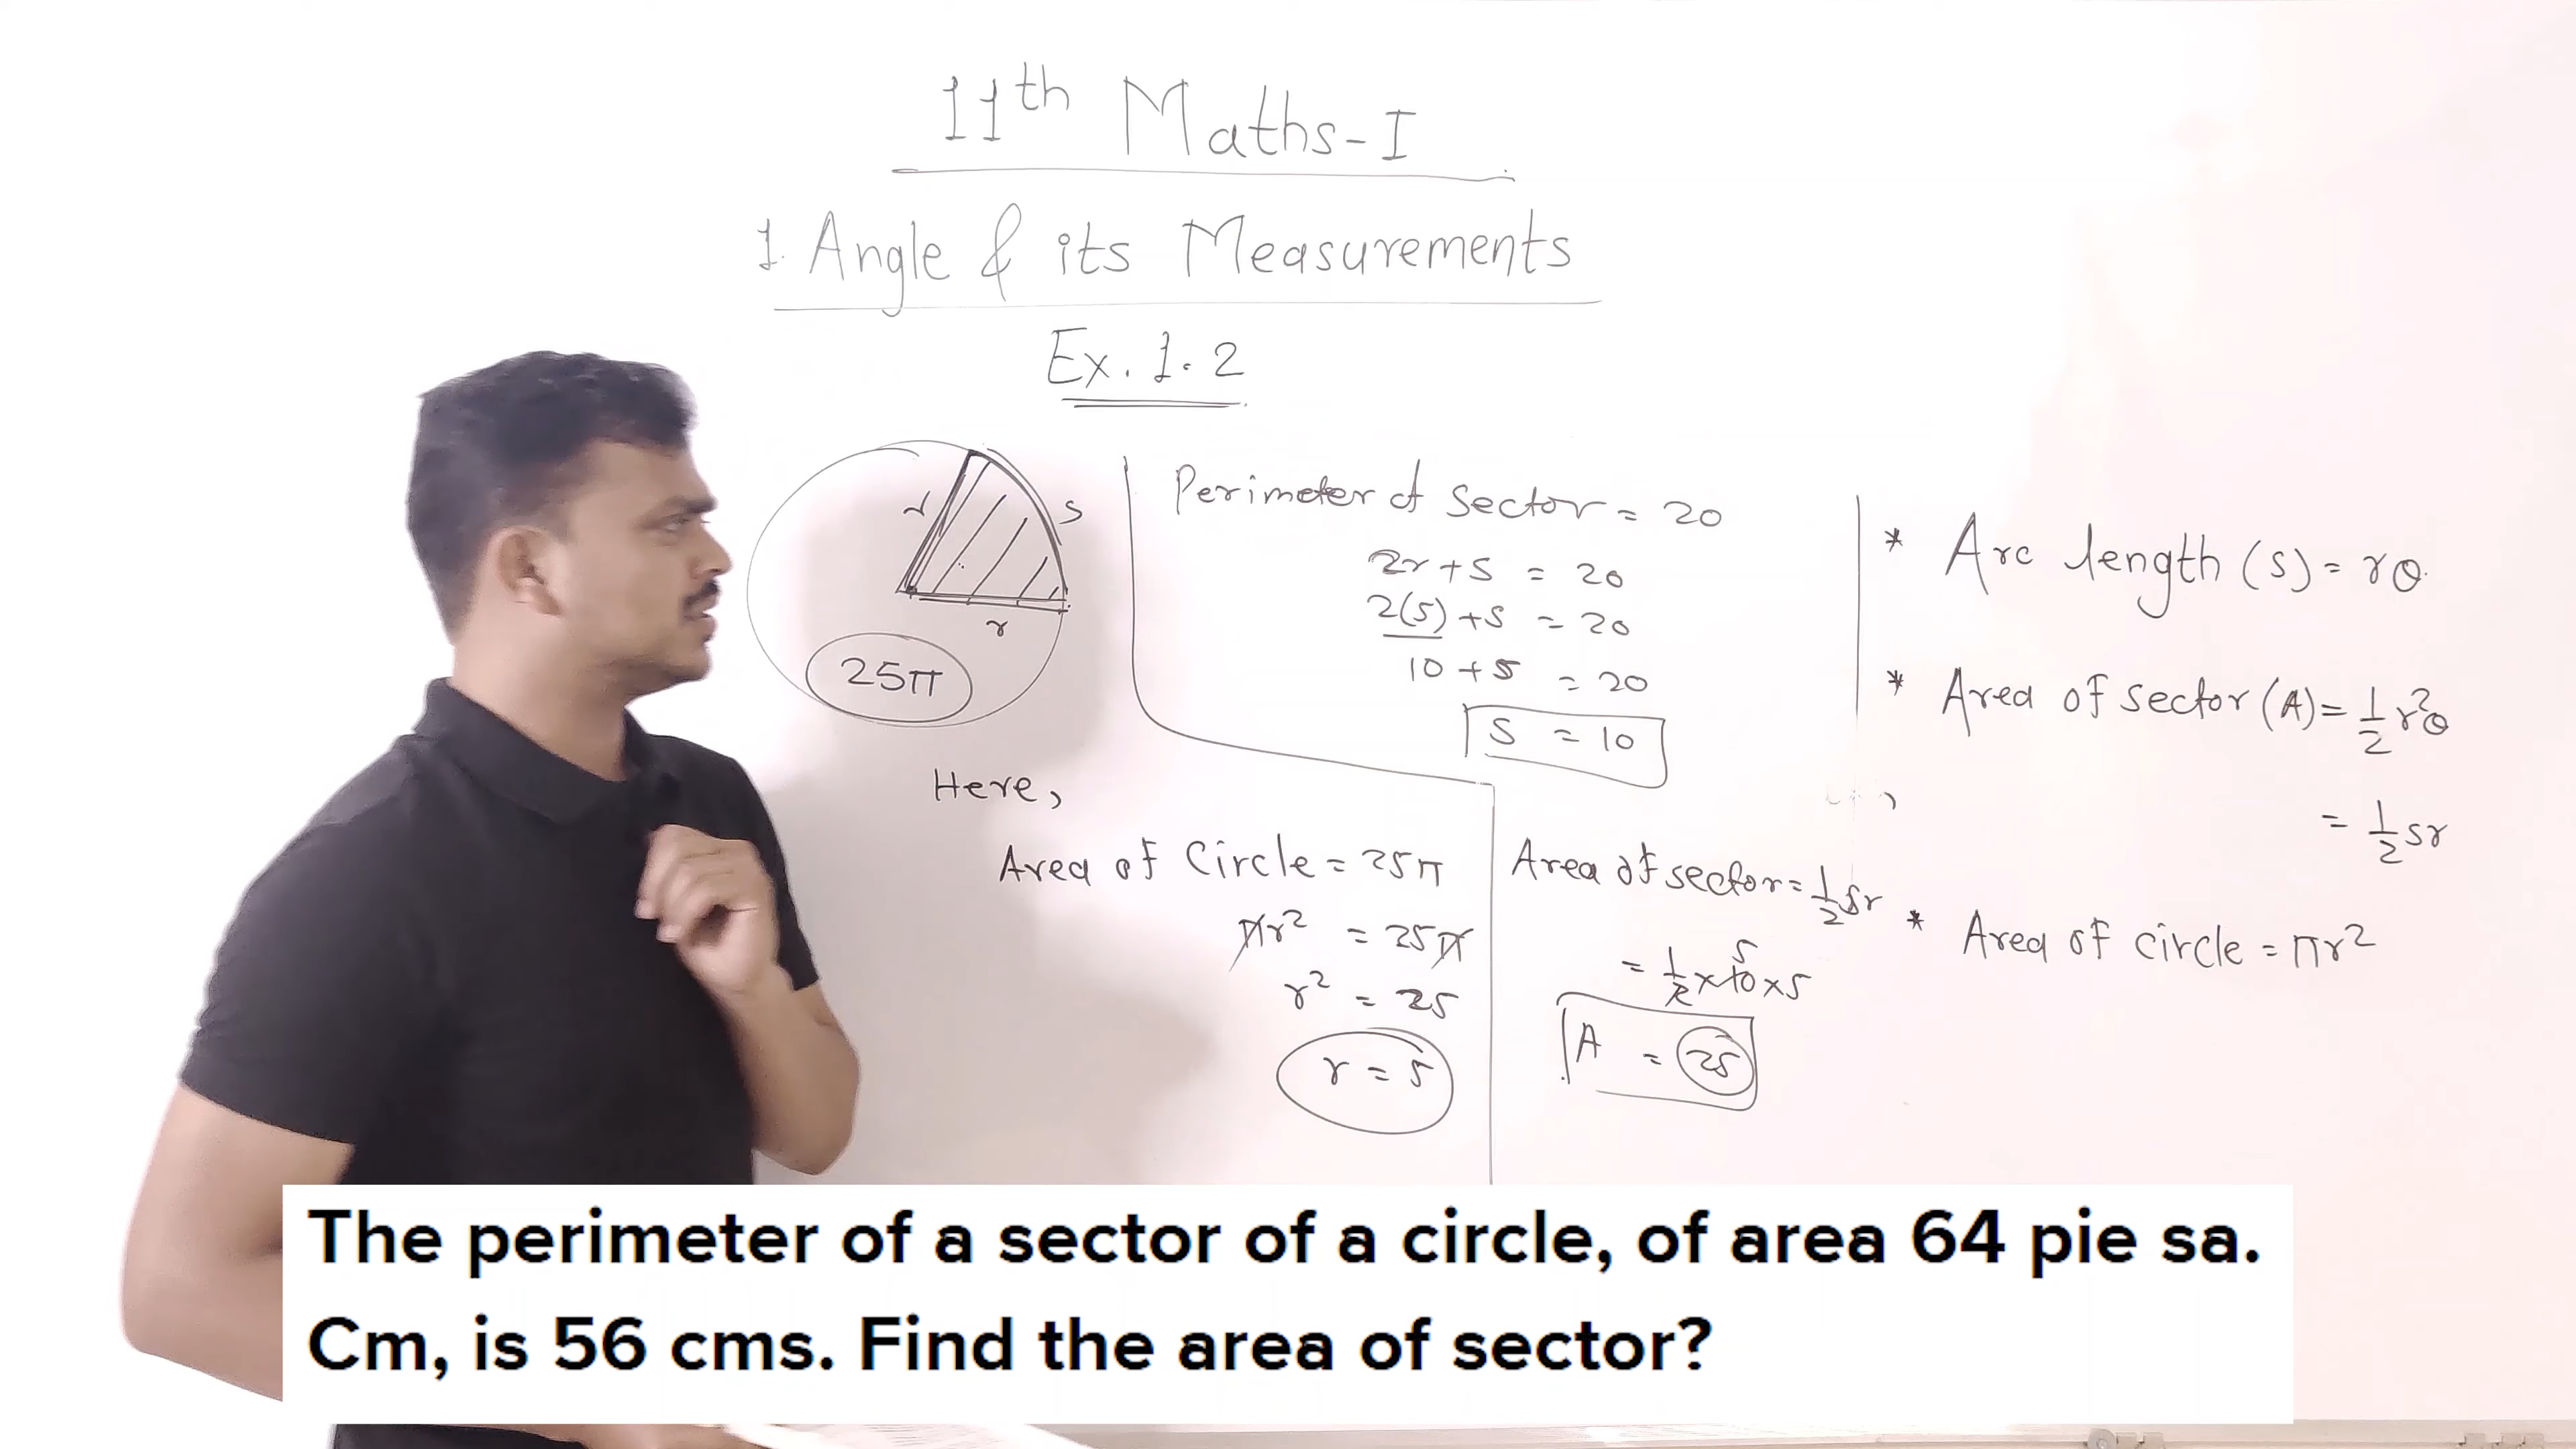 11th Maths-I
1. Angle & its Measurements
Ex. 1.2
r
s
r
25π
Perimeter of sector = 20
2r+s = 20
2(5)+s = 20
10+s = 20
s = 10
Here,
Area of Circle = 25π
πr² = 25π
r² = 25
r = 5
Area of sector = 1/2 sr
= 1/2 x 10 x 5
5
A = 25
* Arc length (s) = rθ
* Area of sector (A) = 1/2 r²θ
= 1/2 sr
* Area of circle = πr²
The perimeter of a sector of a circle, of area 64 pie sa.
Cm, is 56 cms. Find the area of sector?